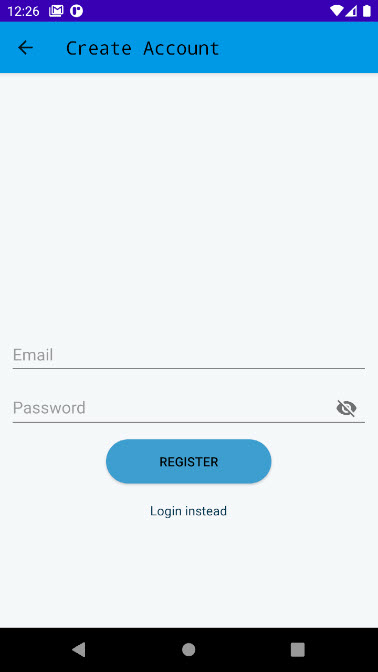 12:26
Create Account
Email
Password
REGISTER
Login instead